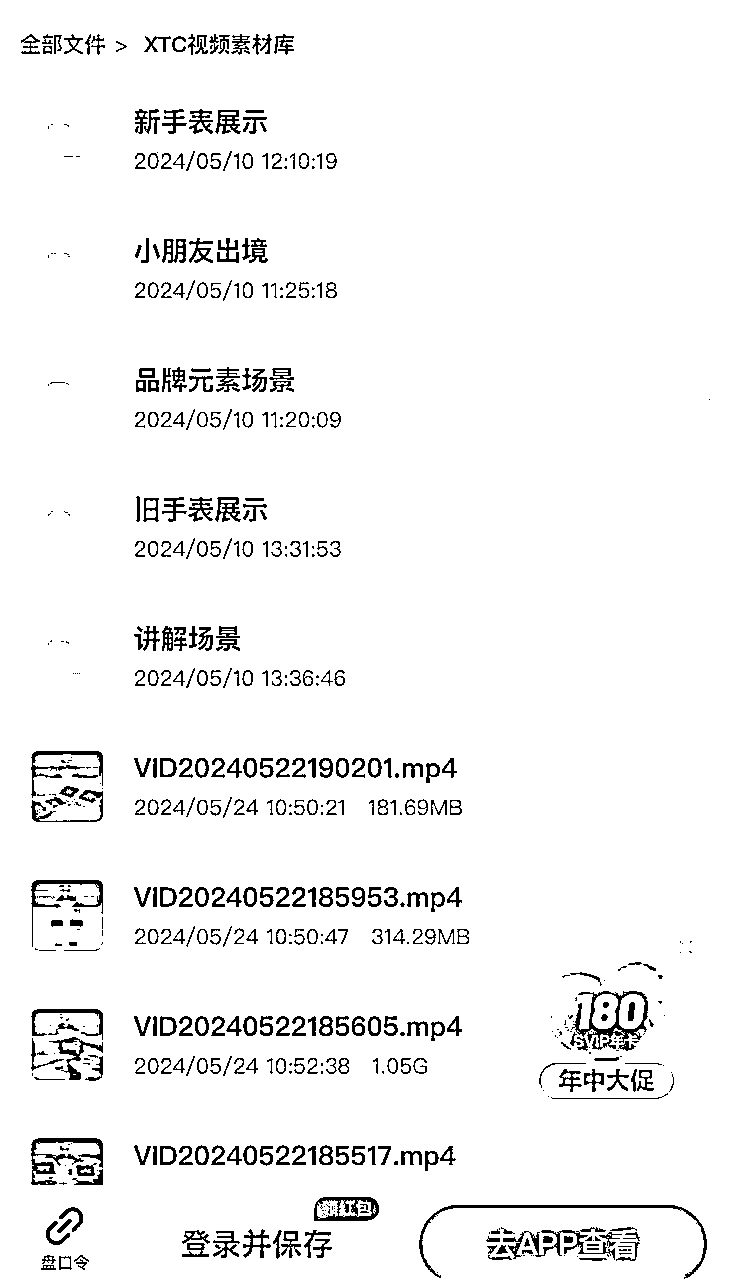 全部文件 > XTC视频素材库
新手表展示
2024/05/10 12:10:19
小朋友出境
2024/05/10 11:25:18
品牌元素场景
2024/05/10 11:20:09
旧手表展示
2024/05/10 13:31:53
讲解场景
2024/05/10 13:36:46
VID20240522190201.mp4
2024/05/24 10:50:21 181.69MB
VID20240522185953.mp4
2024/05/24 10:50:47 314.29MB
VID20240522185605.mp4
2024/05/24 10:52:38 1.05G
180
SVIP年卡
年中大促
VID20240522185517.mp4
领红包
盘口令
登录并保存
去APP查看